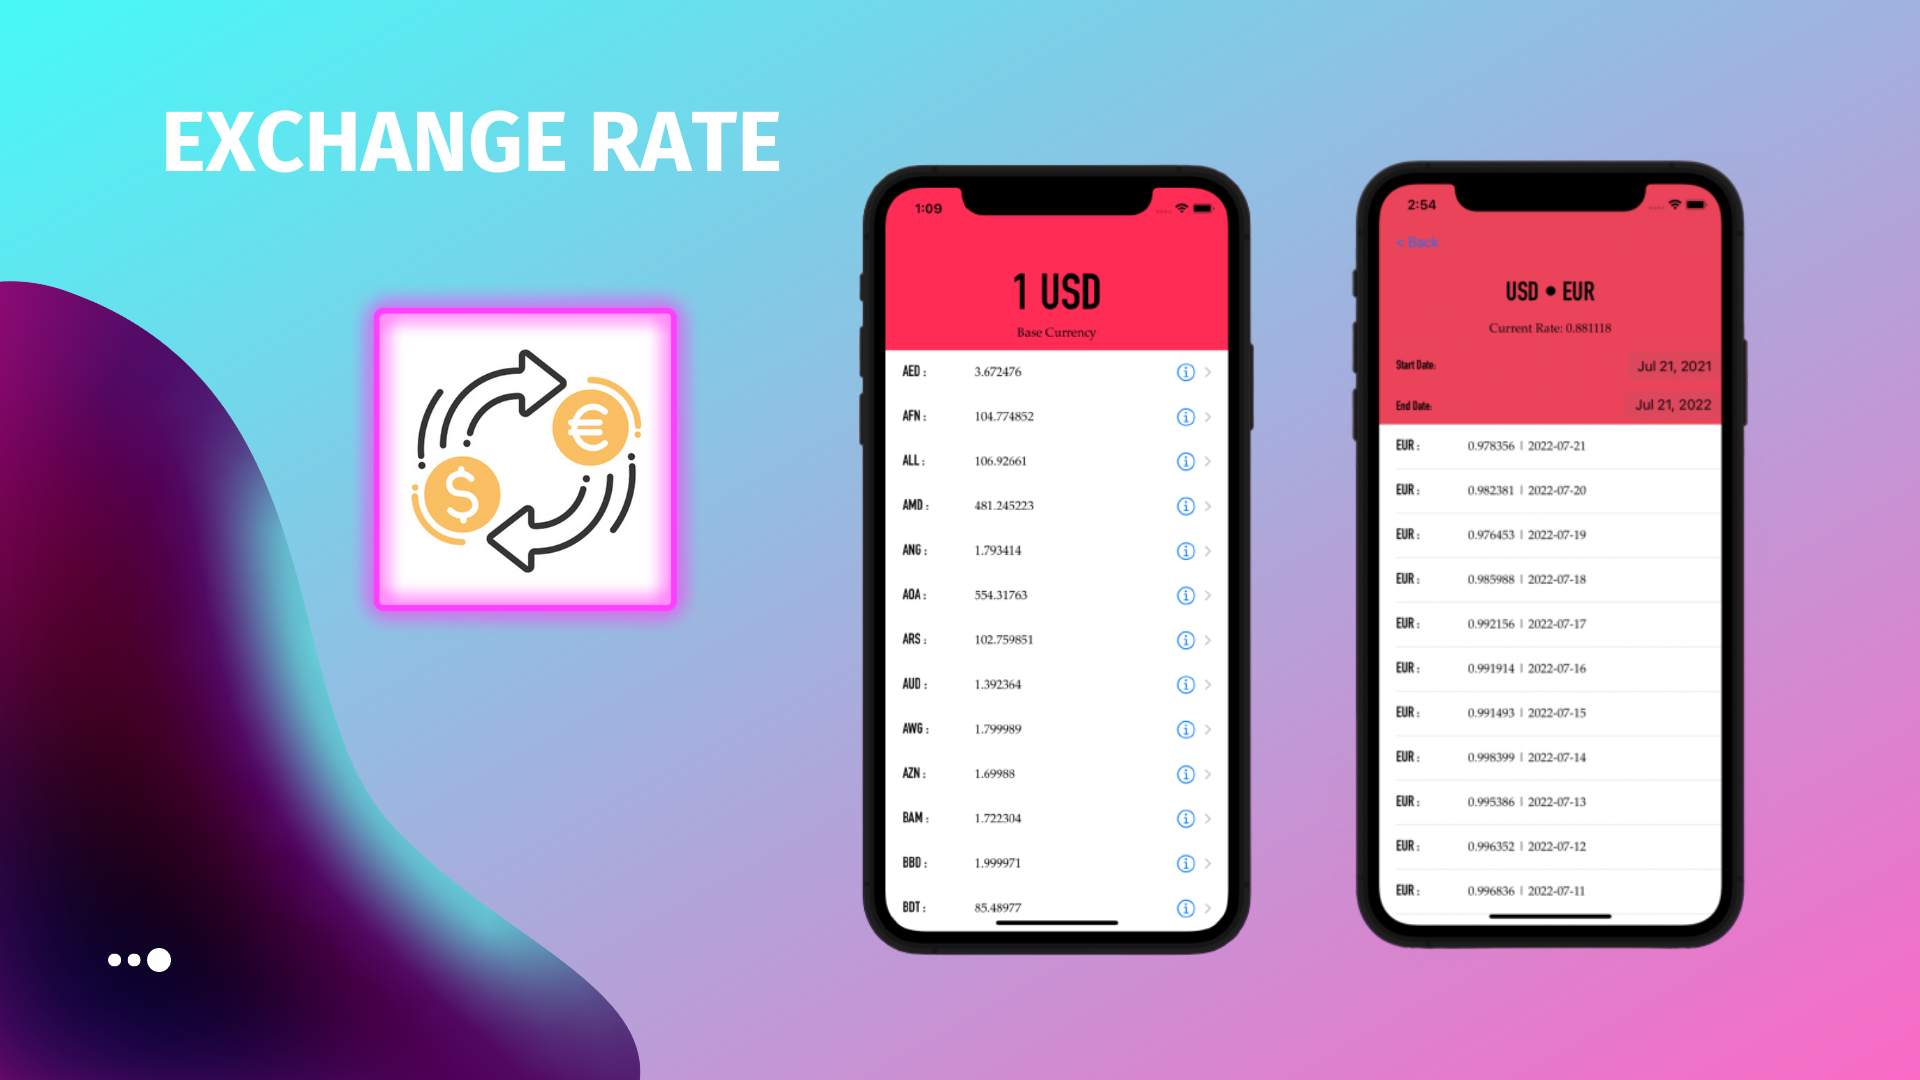 EXCHANGE RATE
1:09
1 USD
Base Currency
AED : 3.672476
AFN : 104.774852
ALL : 106.92661
AMD : 481.245223
ANG : 1.793414
AOA : 554.31763
ARS : 102.759851
AUD : 1.392364
AWG : 1.799989
AZN : 1.69988
BAM : 1.722304
BBD : 1.999971
BDT : 85.48977
2:54
< Back
USD • EUR
Current Rate: 0.881118
Start Date: Jul 21, 2021
End Date: Jul 21, 2022
EUR : 0.978356 | 2022-07-21
EUR : 0.982381 | 2022-07-20
EUR : 0.976453 | 2022-07-19
EUR : 0.985988 | 2022-07-18
EUR : 0.992156 | 2022-07-17
EUR : 0.991914 | 2022-07-16
EUR : 0.991493 | 2022-07-15
EUR : 0.998399 | 2022-07-14
EUR : 0.995386 | 2022-07-13
EUR : 0.996352 | 2022-07-12
EUR : 0.996836 | 2022-07-11